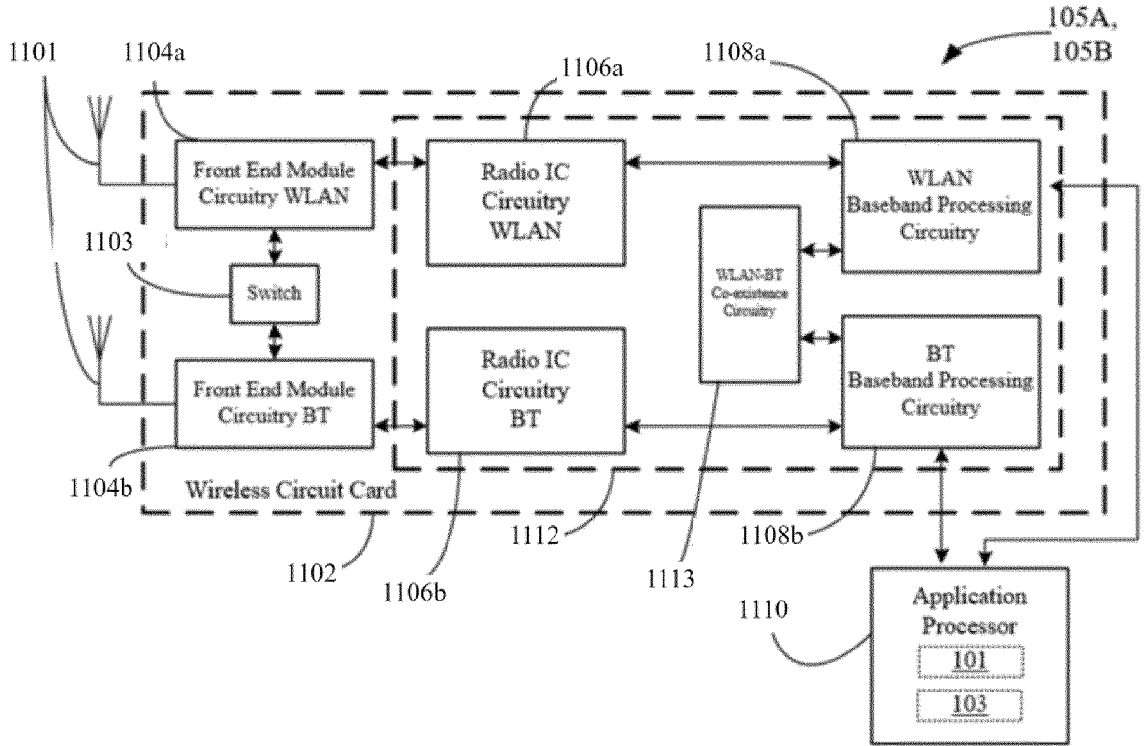 105A,
105B
1101
1104a
1106a
1108a
Front End Module
Circuitry WLAN
Radio IC
Circuitry
WLAN
WLAN
Baseband Processing
Circuitry
1103
Switch
WLAN-BT
Co-existence
Circuitry
Front End Module
Circuitry BT
Radio IC
Circuitry
BT
BT
Baseband Processing
Circuitry
1104b
Wireless Circuit Card
1102
1106b
1112
1113
1108b
1110
Application
Processor
101
103